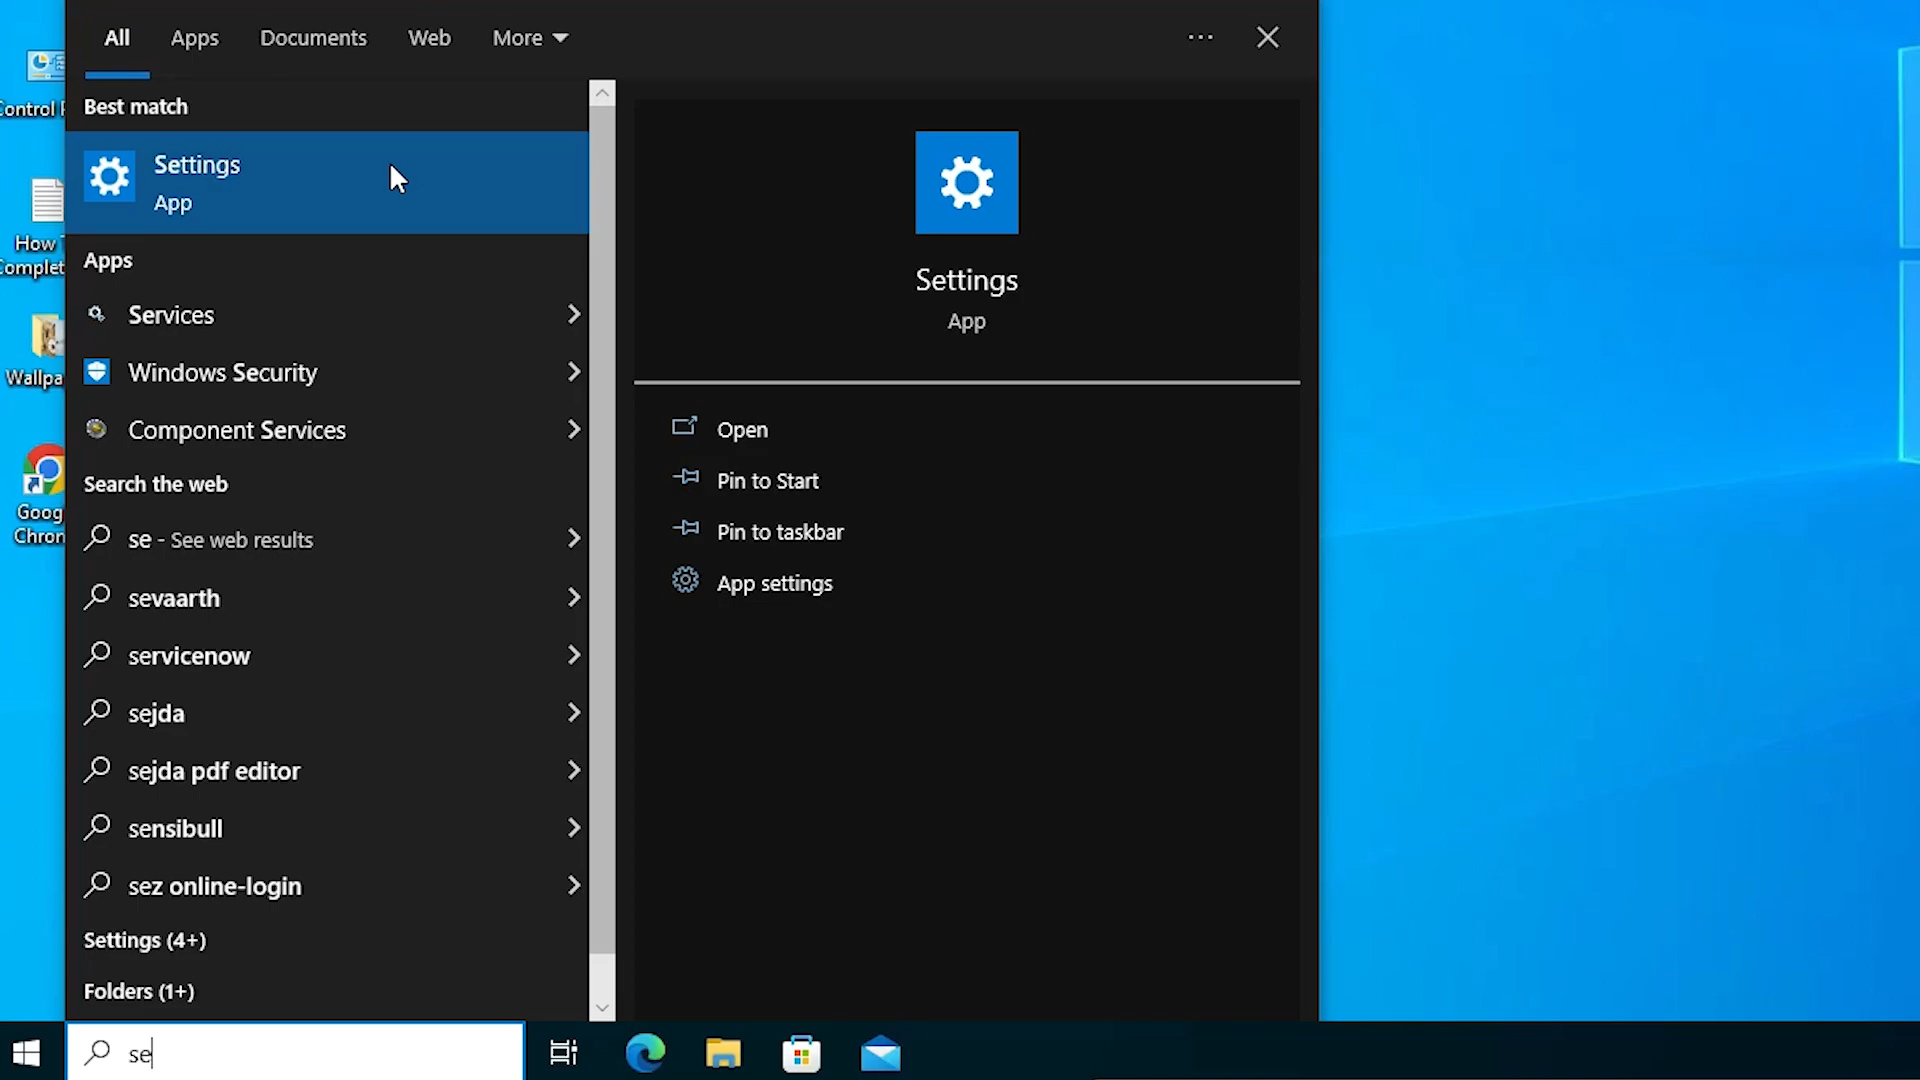 All Apps Documents Web More
Control
How
Complet
Wallpa
Goog
Chron
Best match
Settings
App
Apps
Services
Windows Security
Component Services
Search the web
se - See web results
sevaarth
servicenow
sejda
sejda pdf editor
sensibull
sez online-login
Settings (4+)
Folders (1+)
Settings
App
Open
Pin to Start
Pin to taskbar
App settings
se